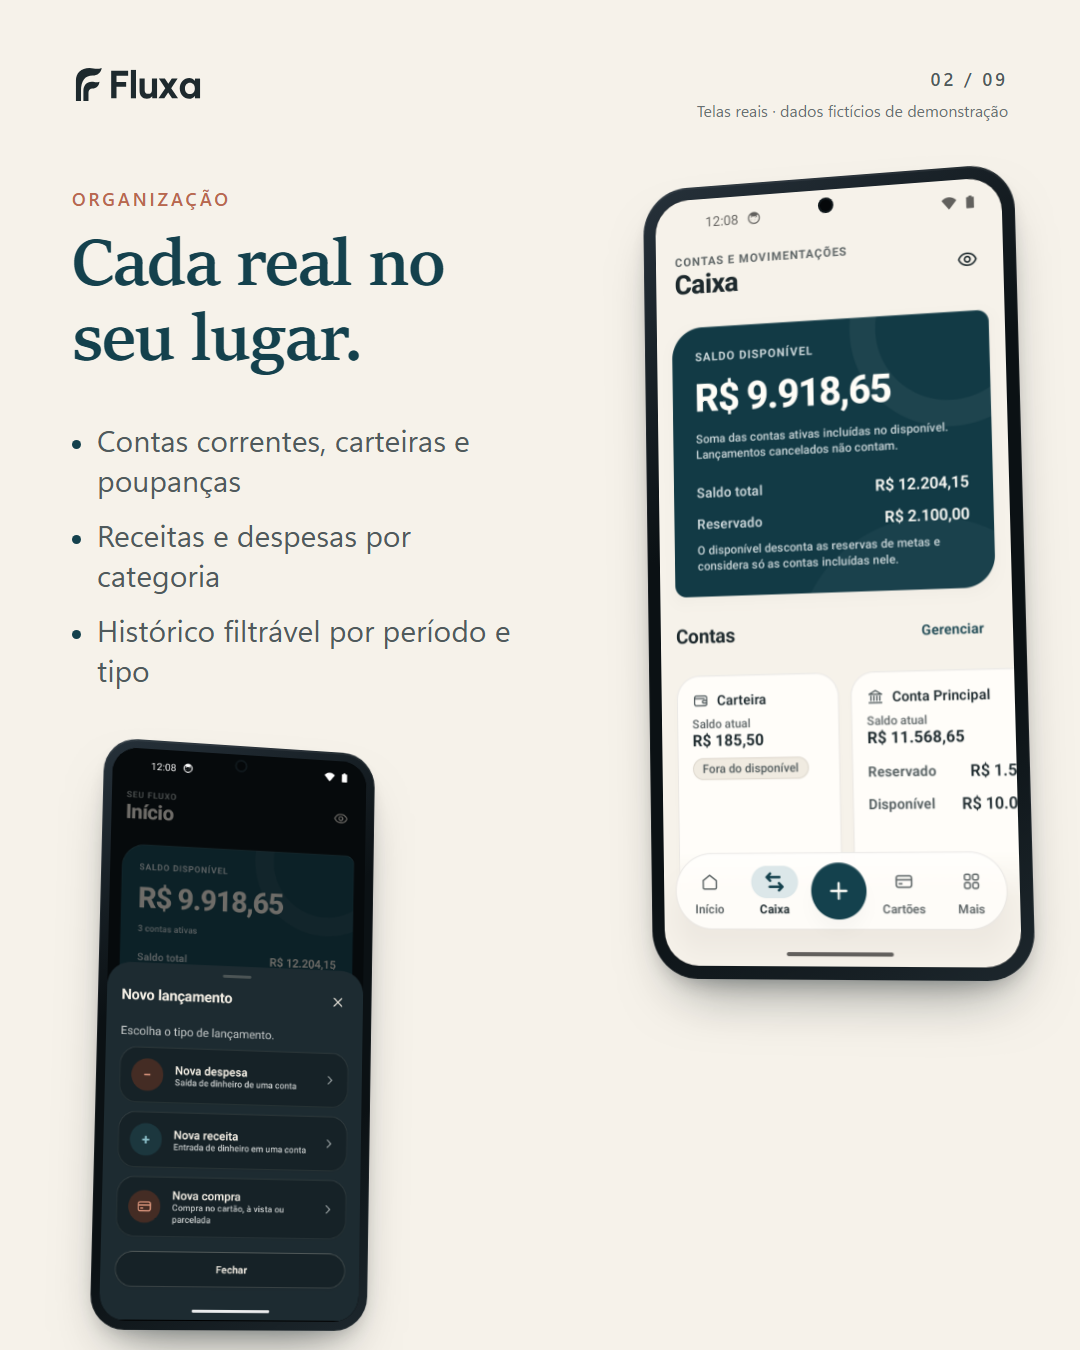 Fluxa
02 / 09
Telas reais · dados fictícios de demonstração
ORGANIZAÇÃO
Cada real no
seu lugar.
• Contas correntes, carteiras e
poupanças
• Receitas e despesas por
categoria
• Histórico filtrável por período e
tipo
12:08
CONTAS E MOVIMENTAÇÕES
Caixa
SALDO DISPONÍVEL
R$ 9.918,65
Soma das contas ativas incluídas no disponível.
Lançamentos cancelados não contam.
Saldo total R$ 12.204,15
Reservado R$ 2.100,00
O disponível desconta as reservas de metas e
considera só as contas incluídas nele.
Contas Gerenciar
Carteira
Saldo atual
R$ 185,50
Fora do disponível
Conta Principal
Saldo atual
R$ 11.568,65
Reservado R$ 1.5
Disponível R$ 10.0
Início Caixa Cartões Mais
12:08
SEU FLUXO
Início
SALDO DISPONÍVEL
R$ 9.918,65
3 contas ativas
Saldo total R$ 12.204,15
Novo lançamento
Escolha o tipo de lançamento.
Nova despesa
Saída de dinheiro de uma conta
Nova receita
Entrada de dinheiro em uma conta
Nova compra
Compra no cartão, à vista ou
parcelada
Fechar